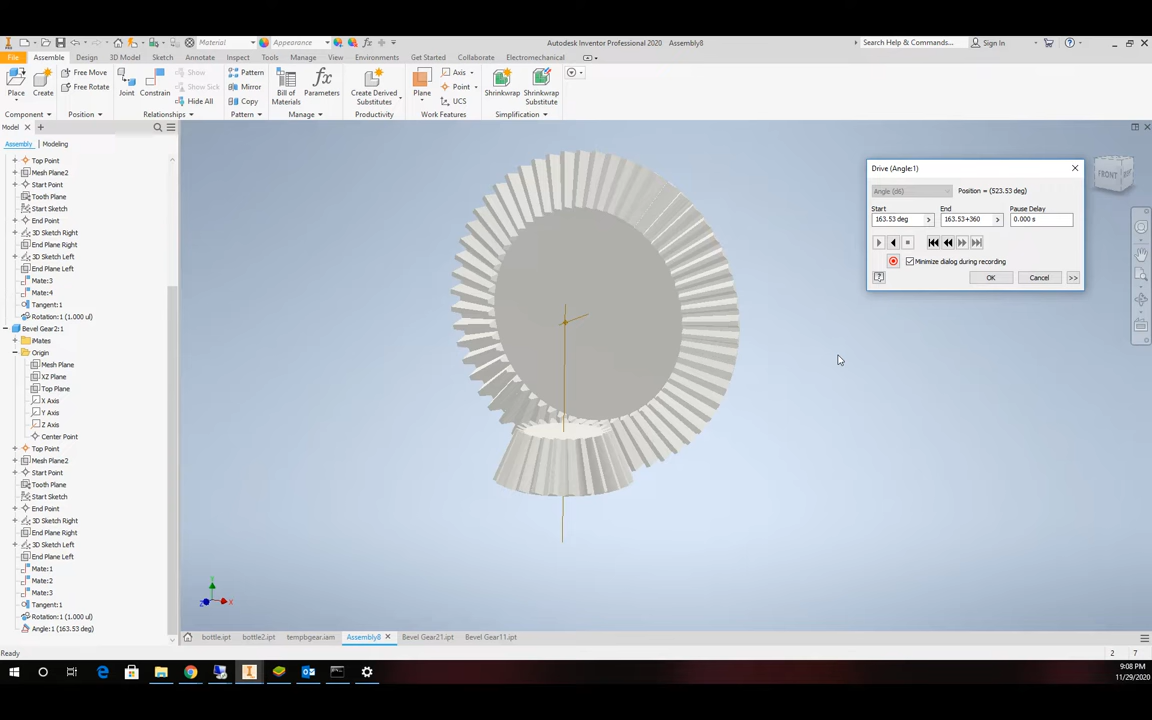 Material
Appearance
Autodesk Inventor Professional 2020 Assembly8
Search Help & Commands...
Sign In
File
Assemble
Design
3D Model
Sketch
Annotate
Inspect
Tools
Manage
View
Environments
Get Started
Collaborate
Electromechanical
Place
Create
Free Move
Free Rotate
Joint
Constrain
Show
Show Sick
Hide All
Pattern
Mirror
Copy
Bill of
Materials
Parameters
Create Derived
Substitutes
Plane
Axis
Point
UCS
Shrinkwrap
Shrinkwrap
Substitute
Component
Position
Relationships
Pattern
Manage
Productivity
Work Features
Simplification
Model
Assembly
Modeling
Top Point
Mesh Plane2
Start Point
Tooth Plane
Start Sketch
End Point
3D Sketch Right
End Plane Right
3D Sketch Left
End Plane Left
Mate:3
Mate:4
Tangent:1
Rotation:1 (1.000 ul)
Bevel Gear2:1
iMates
Origin
Mesh Plane
XZ Plane
Top Plane
X Axis
Y Axis
Z Axis
Center Point
Top Point
Mesh Plane2
Start Point
Tooth Plane
Start Sketch
End Point
3D Sketch Right
End Plane Right
3D Sketch Left
End Plane Left
Mate:1
Mate:2
Mate:3
Tangent:1
Rotation:1 (1.000 ul)
Angle:1 (163.53 deg)
FRONT
Drive (Angle:1)
Angle (d6)
Position = (523.53 deg)
Start
End
Pause Delay
163.53 deg
163.53+360
0.000 s
Minimize dialog during recording
OK
Cancel
>>
Y
Z
X
bottle.ipt
bottle2.ipt
tempbgear.iam
Assembly8
Bevel Gear21.ipt
Bevel Gear11.ipt
Ready
2
7
9:08 PM
11/29/2020